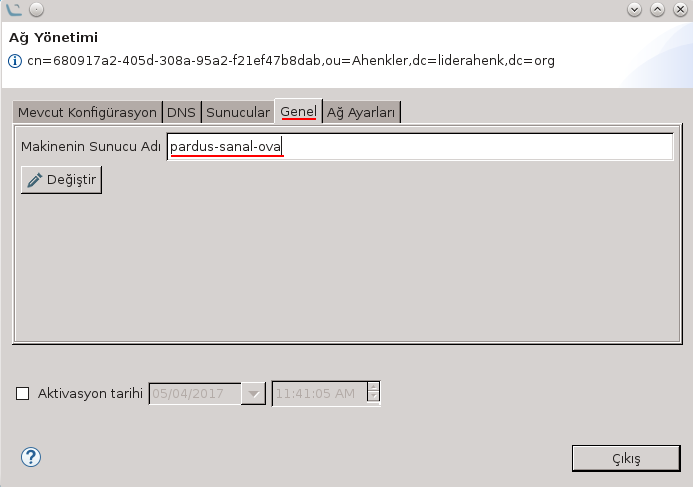 Ağ Yönetimi
cn=680917a2-405d-308a-95a2-f21ef47b8dab,ou=Ahenkler,dc=liderahenk,dc=org
Mevcut Konfigürasyon DNS Sunucular Genel Ağ Ayarları
Makinenin Sunucu Adı pardus-sanal-ova
Değiştir
Aktivasyon tarihi 05/04/2017 11:41:05 AM
Çıkış